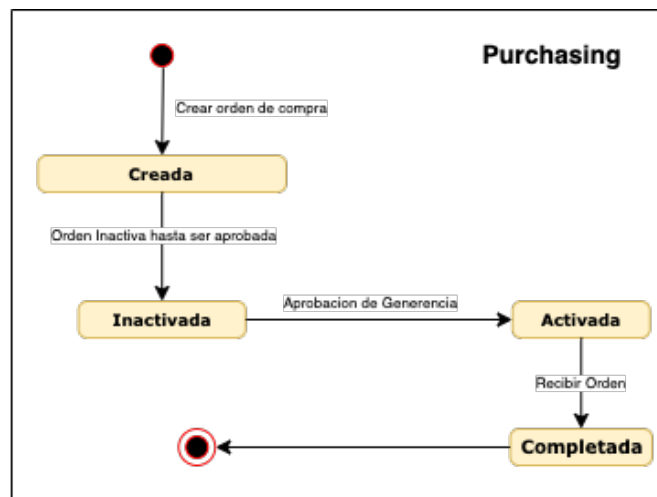 Purchasing
Crear orden de compra
Creada
Orden Inactiva hasta ser aprobada
Inactivada
Aprobacion de Generencia
Activada
Recibir Orden
Completada